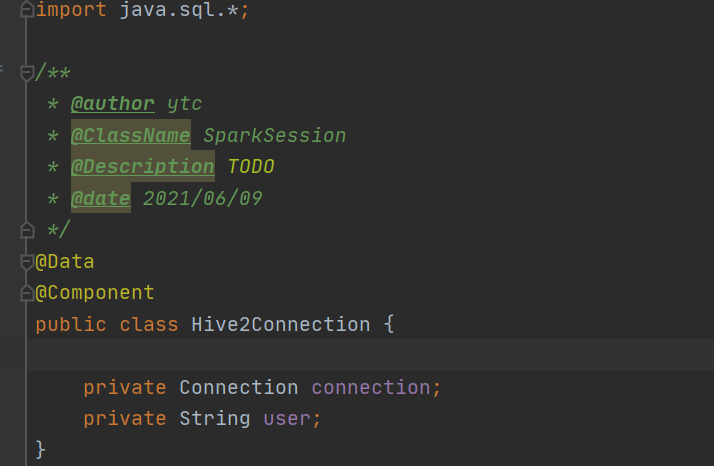 import java.sql.*;
/**
* @author ytc
* @ClassName SparkSession
* @Description TODO
* @date 2021/06/09
*/
@Data
@Component
public class Hive2Connection {
private Connection connection;
private String user;
}